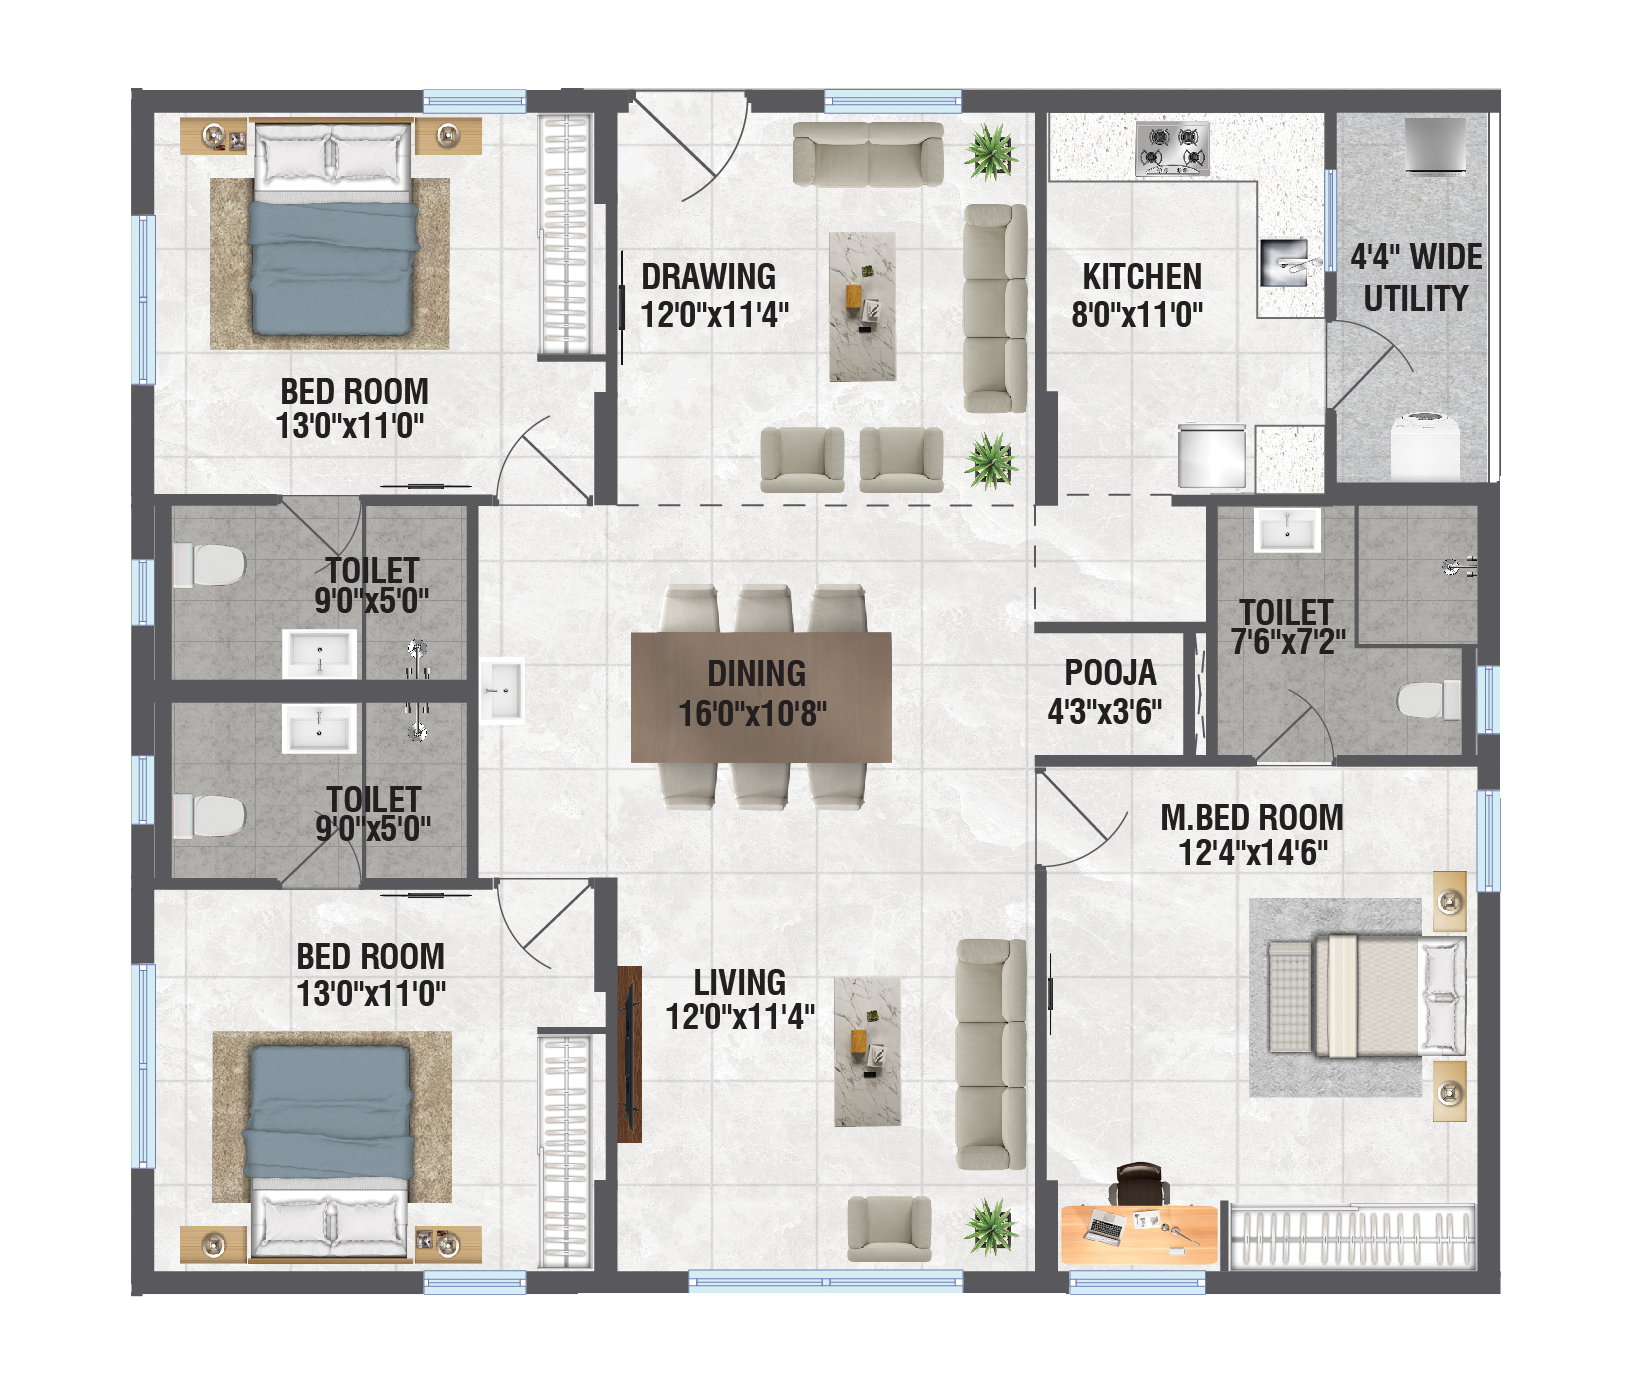 BED ROOM
13'0"x11'0"
DRAWING
12'0"x11'4"
KITCHEN
8'0"x11'0"
4'4" WIDE
UTILITY
TOILET
9'0"x5'0"
TOILET
9'0"x5'0"
DINING
16'0"x10'8"
POOJA
4'3"x3'6"
TOILET
7'6"x7'2"
M.BED ROOM
12'4"x14'6"
BED ROOM
13'0"x11'0"
LIVING
12'0"x11'4"